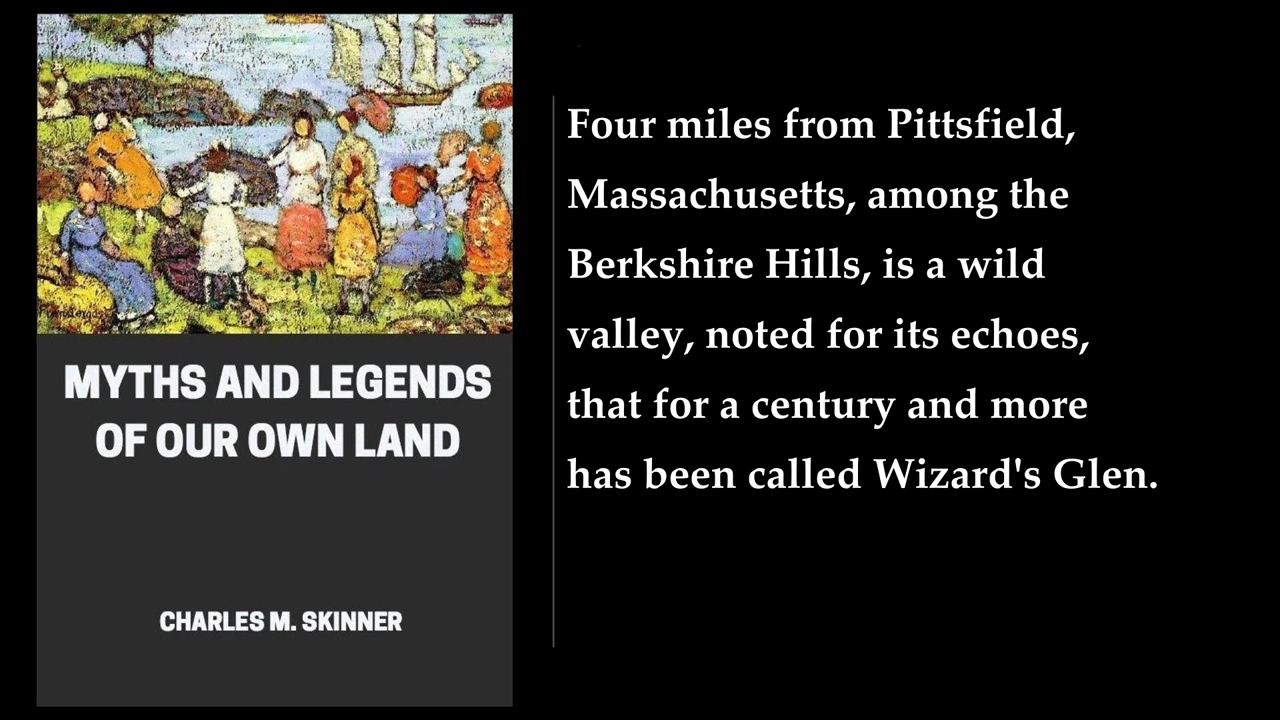 MYTHS AND LEGENDS
OF OUR OWN LAND
CHARLES M. SKINNER
Four miles from Pittsfield,
Massachusetts, among the
Berkshire Hills, is a wild
valley, noted for its echoes,
that for a century and more
has been called Wizard's Glen.